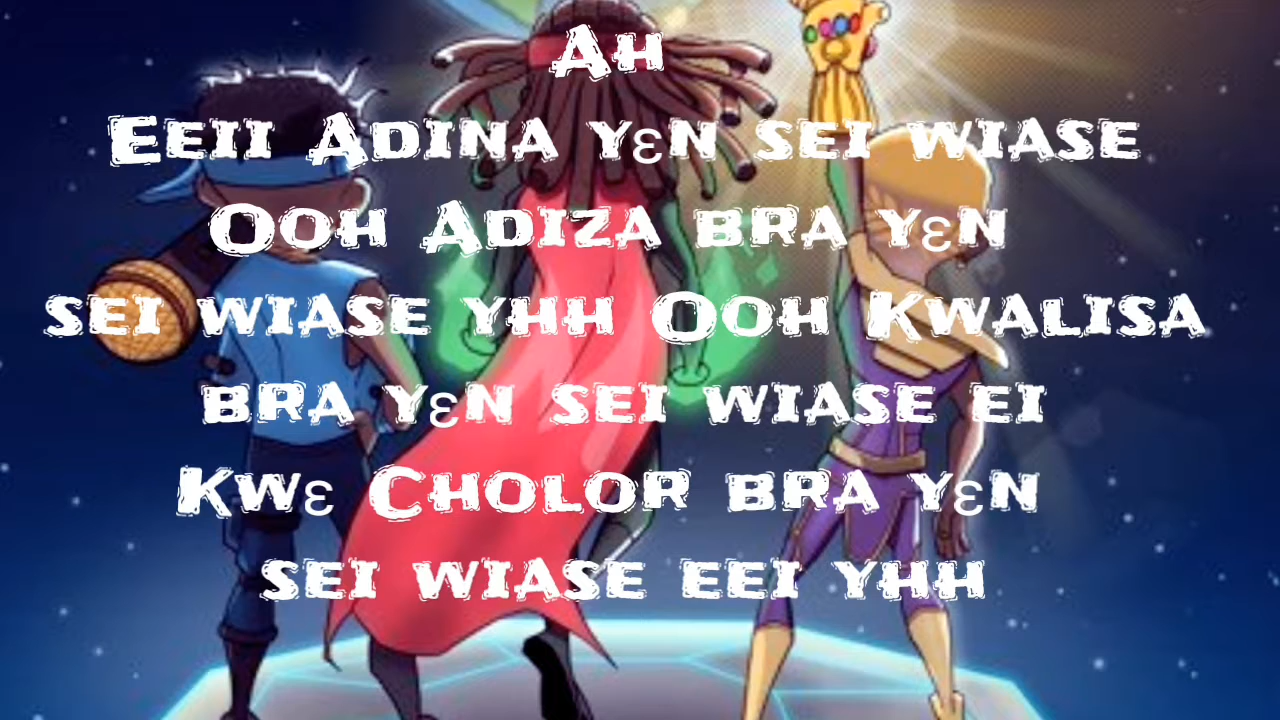 Ah
Eeii Adina yɛn sei wiase
Ooh Adiza bra yɛn
sei wiase yhh Ooh Kwalisa
bra yɛn sei wiase ei
Kwɛ Cholor bra yɛn
sei wiase eei yhh